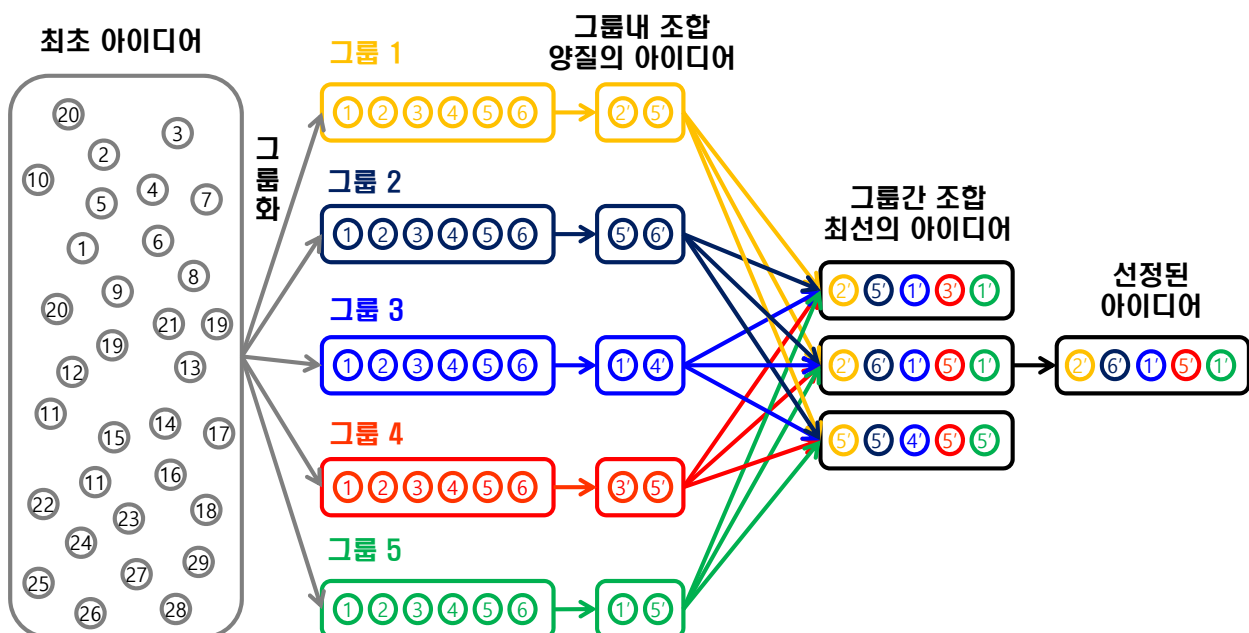 최초 아이디어
20
3
2
10
4
7
5
1
6
8
9
20
21
19
19
12
13
11
14
15
17
11
16
22
18
23
24
29
25
27
26
28
그룹화
그룹 1
1 2 3 4 5 6
그룹 2
1 2 3 4 5 6
그룹 3
1 2 3 4 5 6
그룹 4
1 2 3 4 5 6
그룹 5
1 2 3 4 5 6
그룹내 조합
양질의 아이디어
2′ 5′
5′ 6′
1′ 4′
3′ 5′
1′ 5′
그룹간 조합
최선의 아이디어
2′ 5′ 1′ 3′ 1′
2′ 6′ 1′ 5′ 1′
5′ 5′ 4′ 5′ 5′
선정된
아이디어
2′ 6′ 1′ 5′ 1′